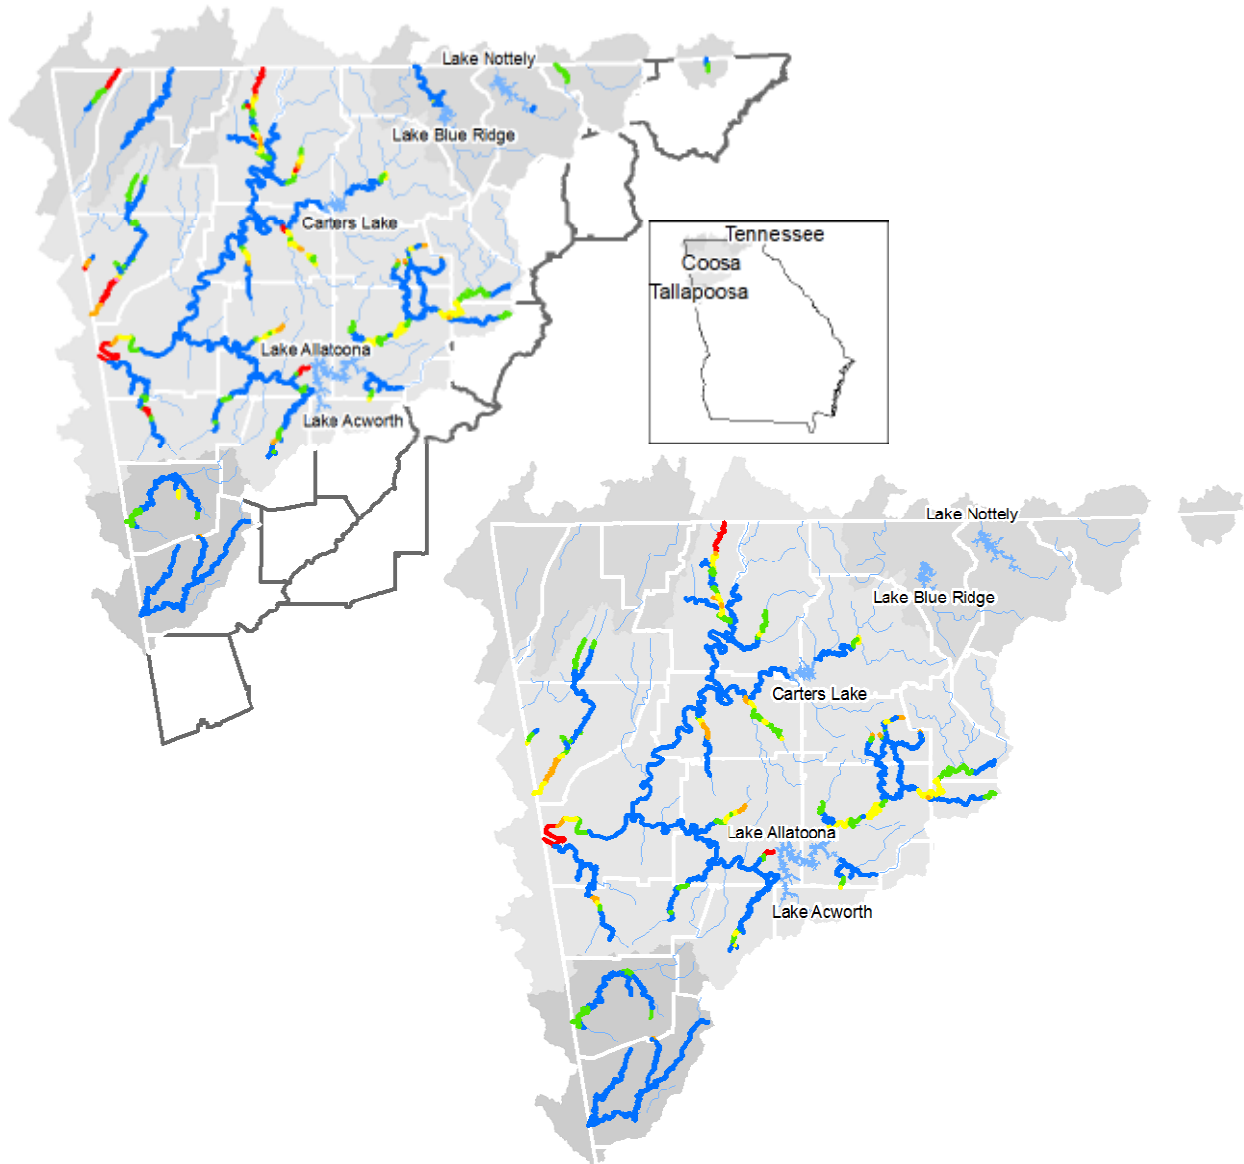 Lake Nottely
Lake Blue Ridge
Carters Lake
Lake Allatoona
Lake Acworth
Tennessee
Coosa
Tallapoosa
Lake Nottely
Lake Blue Ridge
Carters Lake
Lake Allatoona
Lake Acworth